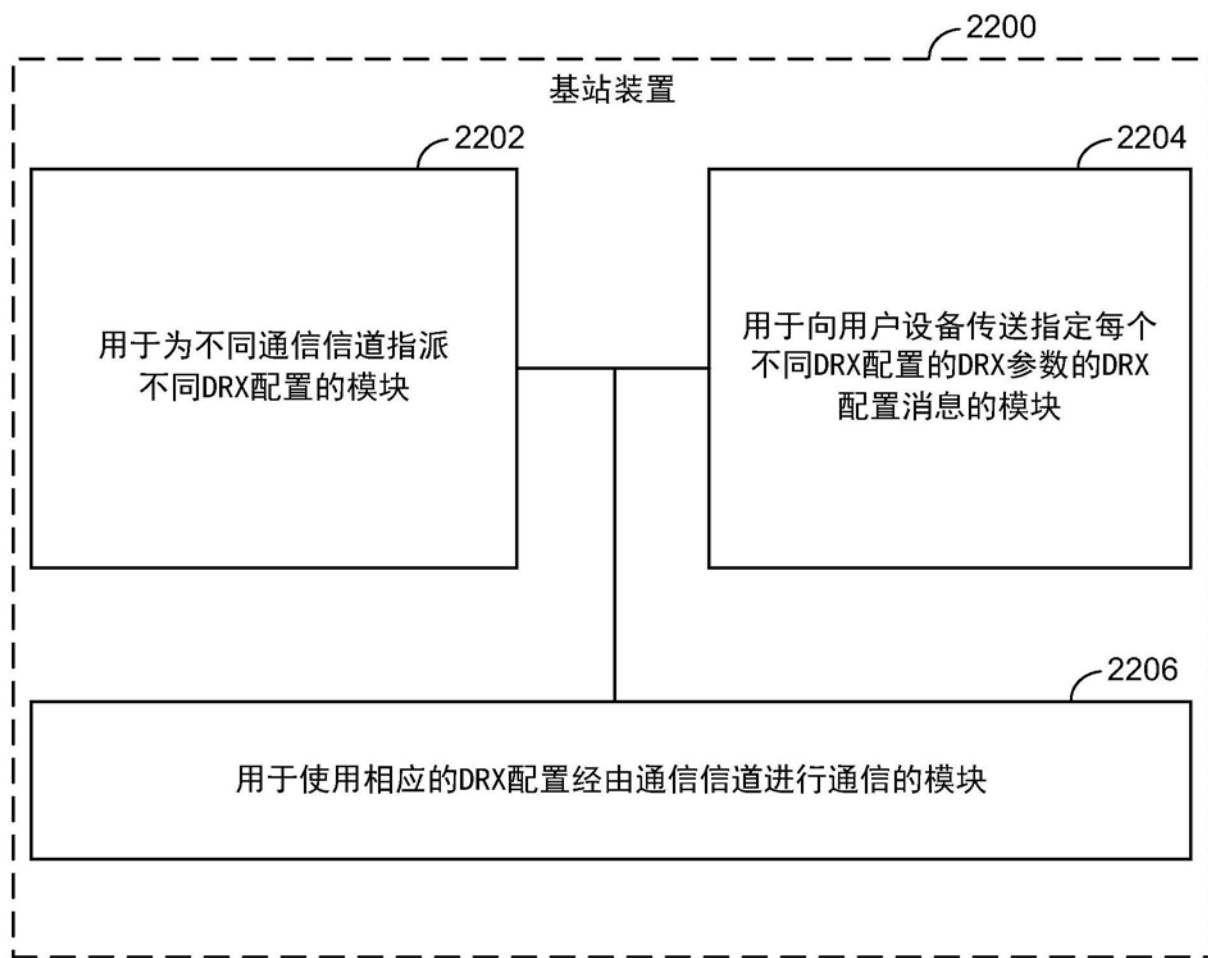 2200
基站装置
2202
2204
用于为不同通信信道指派
不同DRX配置的模块
用于向用户设备传送指定每个
不同DRX配置的DRX参数的DRX
配置消息的模块
2206
用于使用相应的DRX配置经由通信信道进行通信的模块